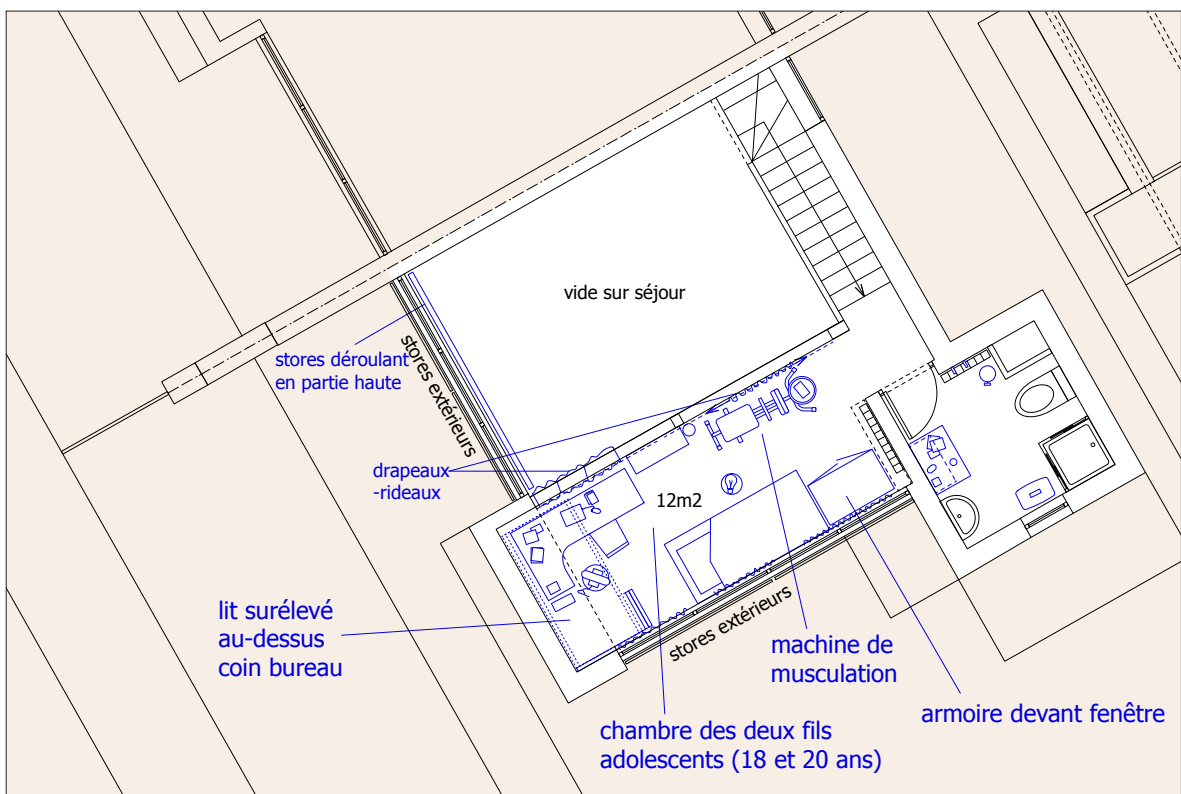 vide sur séjour
stores déroulant
en partie haute
stores extérieurs
drapeaux
-rideaux
12m2
lit surélevé
au-dessus
coin bureau
stores extérieurs
machine de
musculation
armoire devant fenêtre
chambre des deux fils
adolescents (18 et 20 ans)